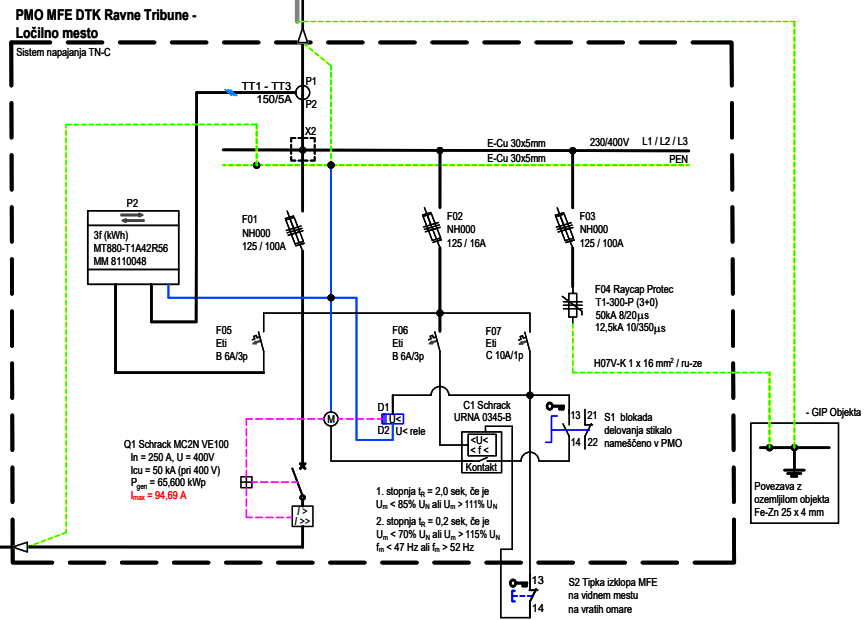 PMO MFE DTK Ravne Tribune -
Ločilno mesto
Sistem napajanja TN-C
TT1 - TT3
150/5A
P1
P2
X2
E-Cu 30x5mm
230/400V
L1 / L2 / L3
E-Cu 30x5mm
PEN
P2
3f (kWh)
MT880-T1A42R56
MM 8110048
F01
NH000
125 / 100A
F02
NH000
125 / 16A
F03
NH000
125 / 100A
F04 Raycap Protec
T1-300-P (3+0)
50kA 8/20µs
12,5kA 10/350µs
F05
Eti
B 6A/3p
F06
Eti
B 6A/3p
F07
Eti
C 10A/1p
H07V-K 1 x 16 mm² / ru-ze
D1
U<
D2
U< rele
M
C1 Schrack
URNA 0345-B
<U<
< f <
Kontakt
13
21
14
22
S1 blokada
delovanja stikalo
nameščeno v PMO
- GIP Objekta
Povezava z
ozemljilom objekta
Fe-Zn 25 x 4 mm
Q1 Schrack MC2N VE100
In = 250 A, U = 400V
Icu = 50 kA (pri 400 V)
Pgen = 65,600 kWp
Imax = 94,69 A
I >
I >>
1. stopnja tR = 2,0 sek, če je
Um < 85% UN ali Um > 111% UN
2. stopnja tR = 0,2 sek, če je
Um < 70% UN ali Um > 115% UN
fm < 47 Hz ali fm > 52 Hz
13
14
S2 Tipka izklopa MFE
na vidnem mestu
na vratih omare